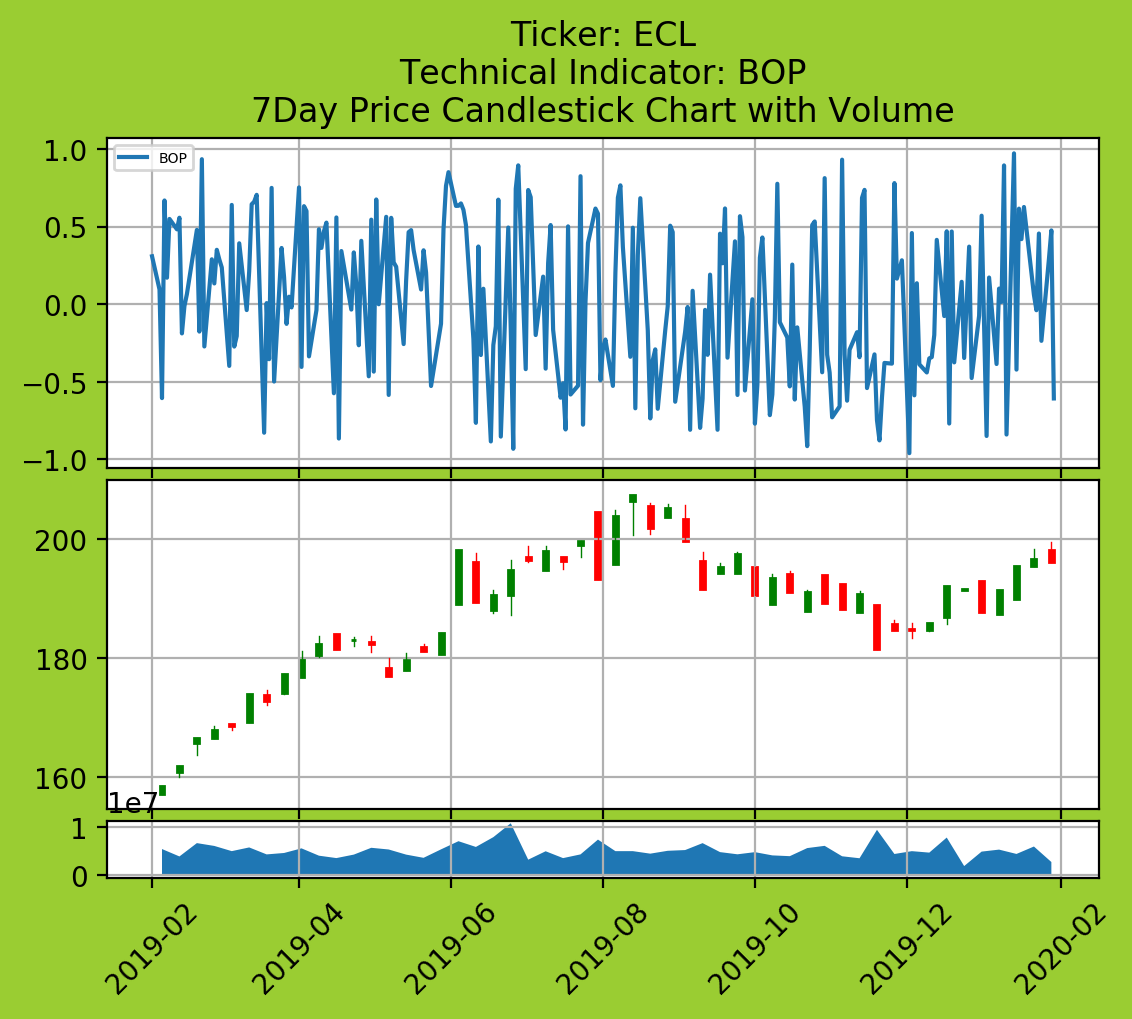 Ticker: ECL
Technical Indicator: BOP
7Day Price Candlestick Chart with Volume
1.0
BOP
0.5
0.0
−0.5
−1.0
200
180
160
1e7
1
0
2019-02 2019-04 2019-06 2019-08 2019-10 2019-12 2020-02